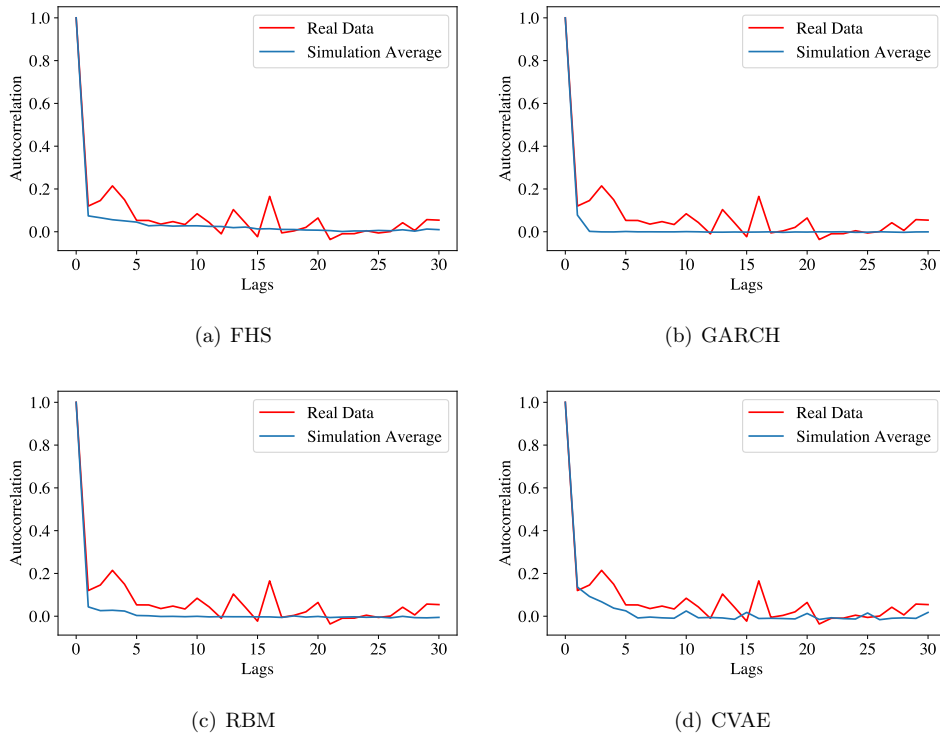 1.0
0.8
0.6
0.4
0.2
0.0
Autocorrelation
Real Data
Simulation Average
0 5 10 15 20 25 30
Lags
(a) FHS
1.0
0.8
0.6
0.4
0.2
0.0
Autocorrelation
Real Data
Simulation Average
0 5 10 15 20 25 30
Lags
(b) GARCH
1.0
0.8
0.6
0.4
0.2
0.0
Autocorrelation
Real Data
Simulation Average
0 5 10 15 20 25 30
Lags
(c) RBM
1.0
0.8
0.6
0.4
0.2
0.0
Autocorrelation
Real Data
Simulation Average
0 5 10 15 20 25 30
Lags
(d) CVAE